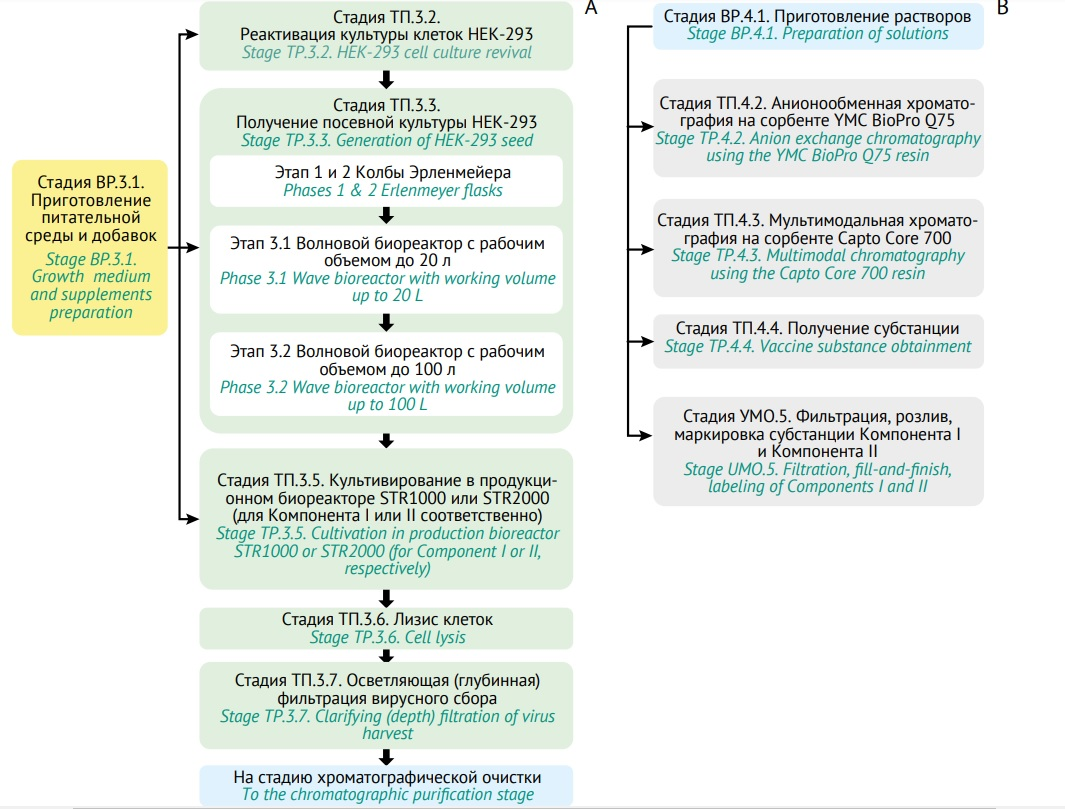 A
Стадия ВР.3.1.
Приготовление
питательной
среды и добавок
Stage BP.3.1.
Growth medium
and supplements
preparation
Стадия ТП.3.2.
Реактивация культуры клеток НЕК-293
Stage TP.3.2. HEK-293 cell culture revival
Стадия ТП.3.3.
Получение посевной культуры НЕК-293
Stage TP.3.3. Generation of HEK-293 seed
Этап 1 и 2 Колбы Эрленмейера
Phases 1 & 2 Erlenmeyer flasks
Этап 3.1 Волновой биореактор с рабочим
объемом до 20 л
Phase 3.1 Wave bioreactor with working volume
up to 20 L
Этап 3.2 Волновой биореактор с рабочим
объемом до 100 л
Phase 3.2 Wave bioreactor with working volume
up to 100 L
Стадия ТП.3.5. Культивирование в продукци-
онном биореакторе STR1000 или STR2000
(для Компонента I или II соответственно)
Stage TP.3.5. Cultivation in production bioreactor
STR1000 or STR2000 (for Component I or II,
respectively)
Стадия ТП.3.6. Лизис клеток
Stage TP.3.6. Cell lysis
Стадия ТП.3.7. Осветляющая (глубинная)
фильтрация вирусного сбора
Stage TP.3.7. Clarifying (depth) filtration of virus
harvest
На стадию хроматографической очистки
To the chromatographic purification stage
B
Стадия ВР.4.1. Приготовление растворов
Stage BP.4.1. Preparation of solutions
Стадия ТП.4.2. Анионообменная хромато-
графия на сорбенте YMC BioPro Q75
Stage TP.4.2. Anion exchange chromatography
using the YMC BioPro Q75 resin
Стадия ТП.4.3. Мультимодальная хромато-
графия на сорбенте Capto Core 700
Stage TP.4.3. Multimodal chromatography
using the Capto Core 700 resin
Стадия ТП.4.4. Получение субстанции
Stage TP.4.4. Vaccine substance obtainment
Стадия УМО.5. Фильтрация, розлив,
маркировка субстанции Компонента I
и Компонента II
Stage UMO.5. Filtration, fill-and-finish,
labeling of Components I and II